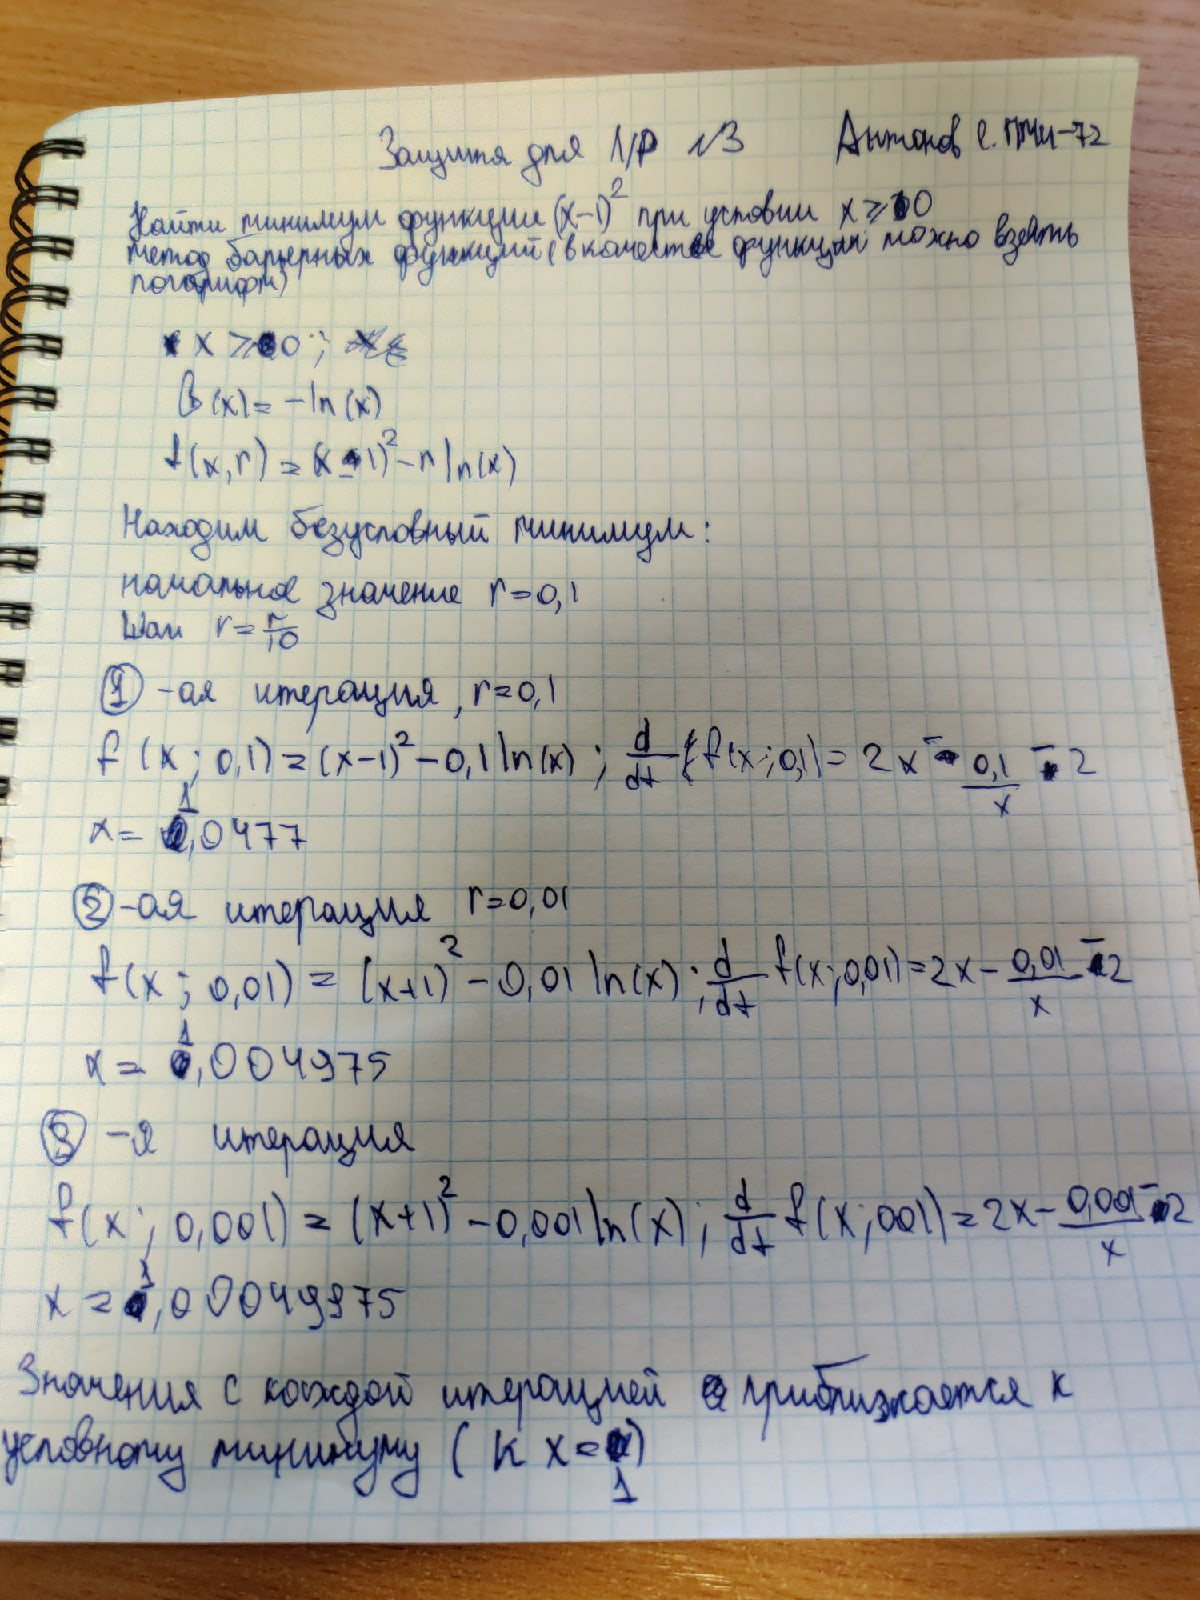 Защита для Л/Р №3 Антонов С. ПМи-72
Найти минимум функции (x-1)² при условии x ≥ 0
метод барьерных функций (в качестве функции можно взять
логарифм)
x ≥ 0;
B(x) = -ln(x)
f(x,r) = (x-1)² - r ln(x)
Находим безусловный минимум:
начальное значение r = 0,1
Шаг r = r/10
1 -ая итерация, r = 0,1
f(x; 0,1) = (x-1)² - 0,1 ln(x); d/dt f(x; 0,1) = 2x - 0,1/x - 2
x = 1,0477
2 -ая итерация r = 0,01
f(x; 0,01) = (x+1)² - 0,01 ln(x); d/dt f(x; 0,01) = 2x - 0,01/x - 2
x = 1,004975
3 -я итерация
f(x; 0,001) = (x+1)² - 0,001 ln(x); d/dt f(x; 001) = 2x - 0,001/x - 2
x = 1,00049975
Значения с каждой итерацией приближается к
условному минимуму (к x = 1)